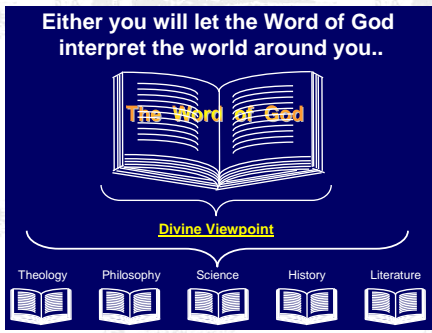 Either you will let the Word of God
interpret the world around you..
The Word of God
Divine Viewpoint
Theology Philosophy Science History Literature